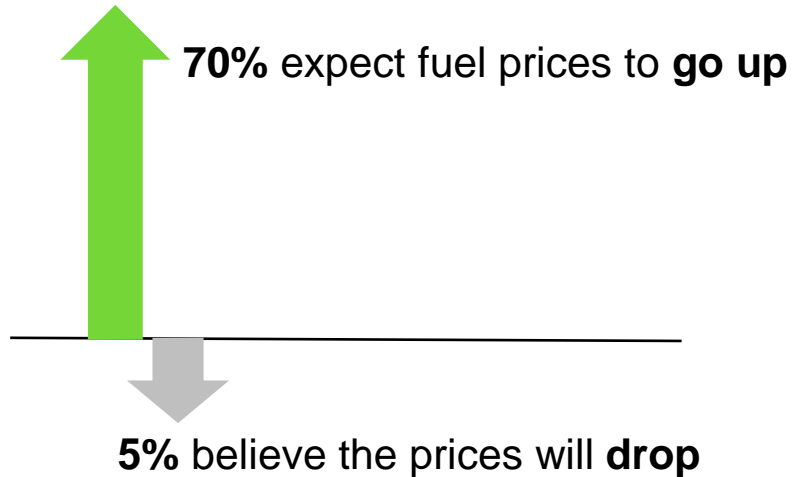 70% expect fuel prices to go up
5% believe the prices will drop